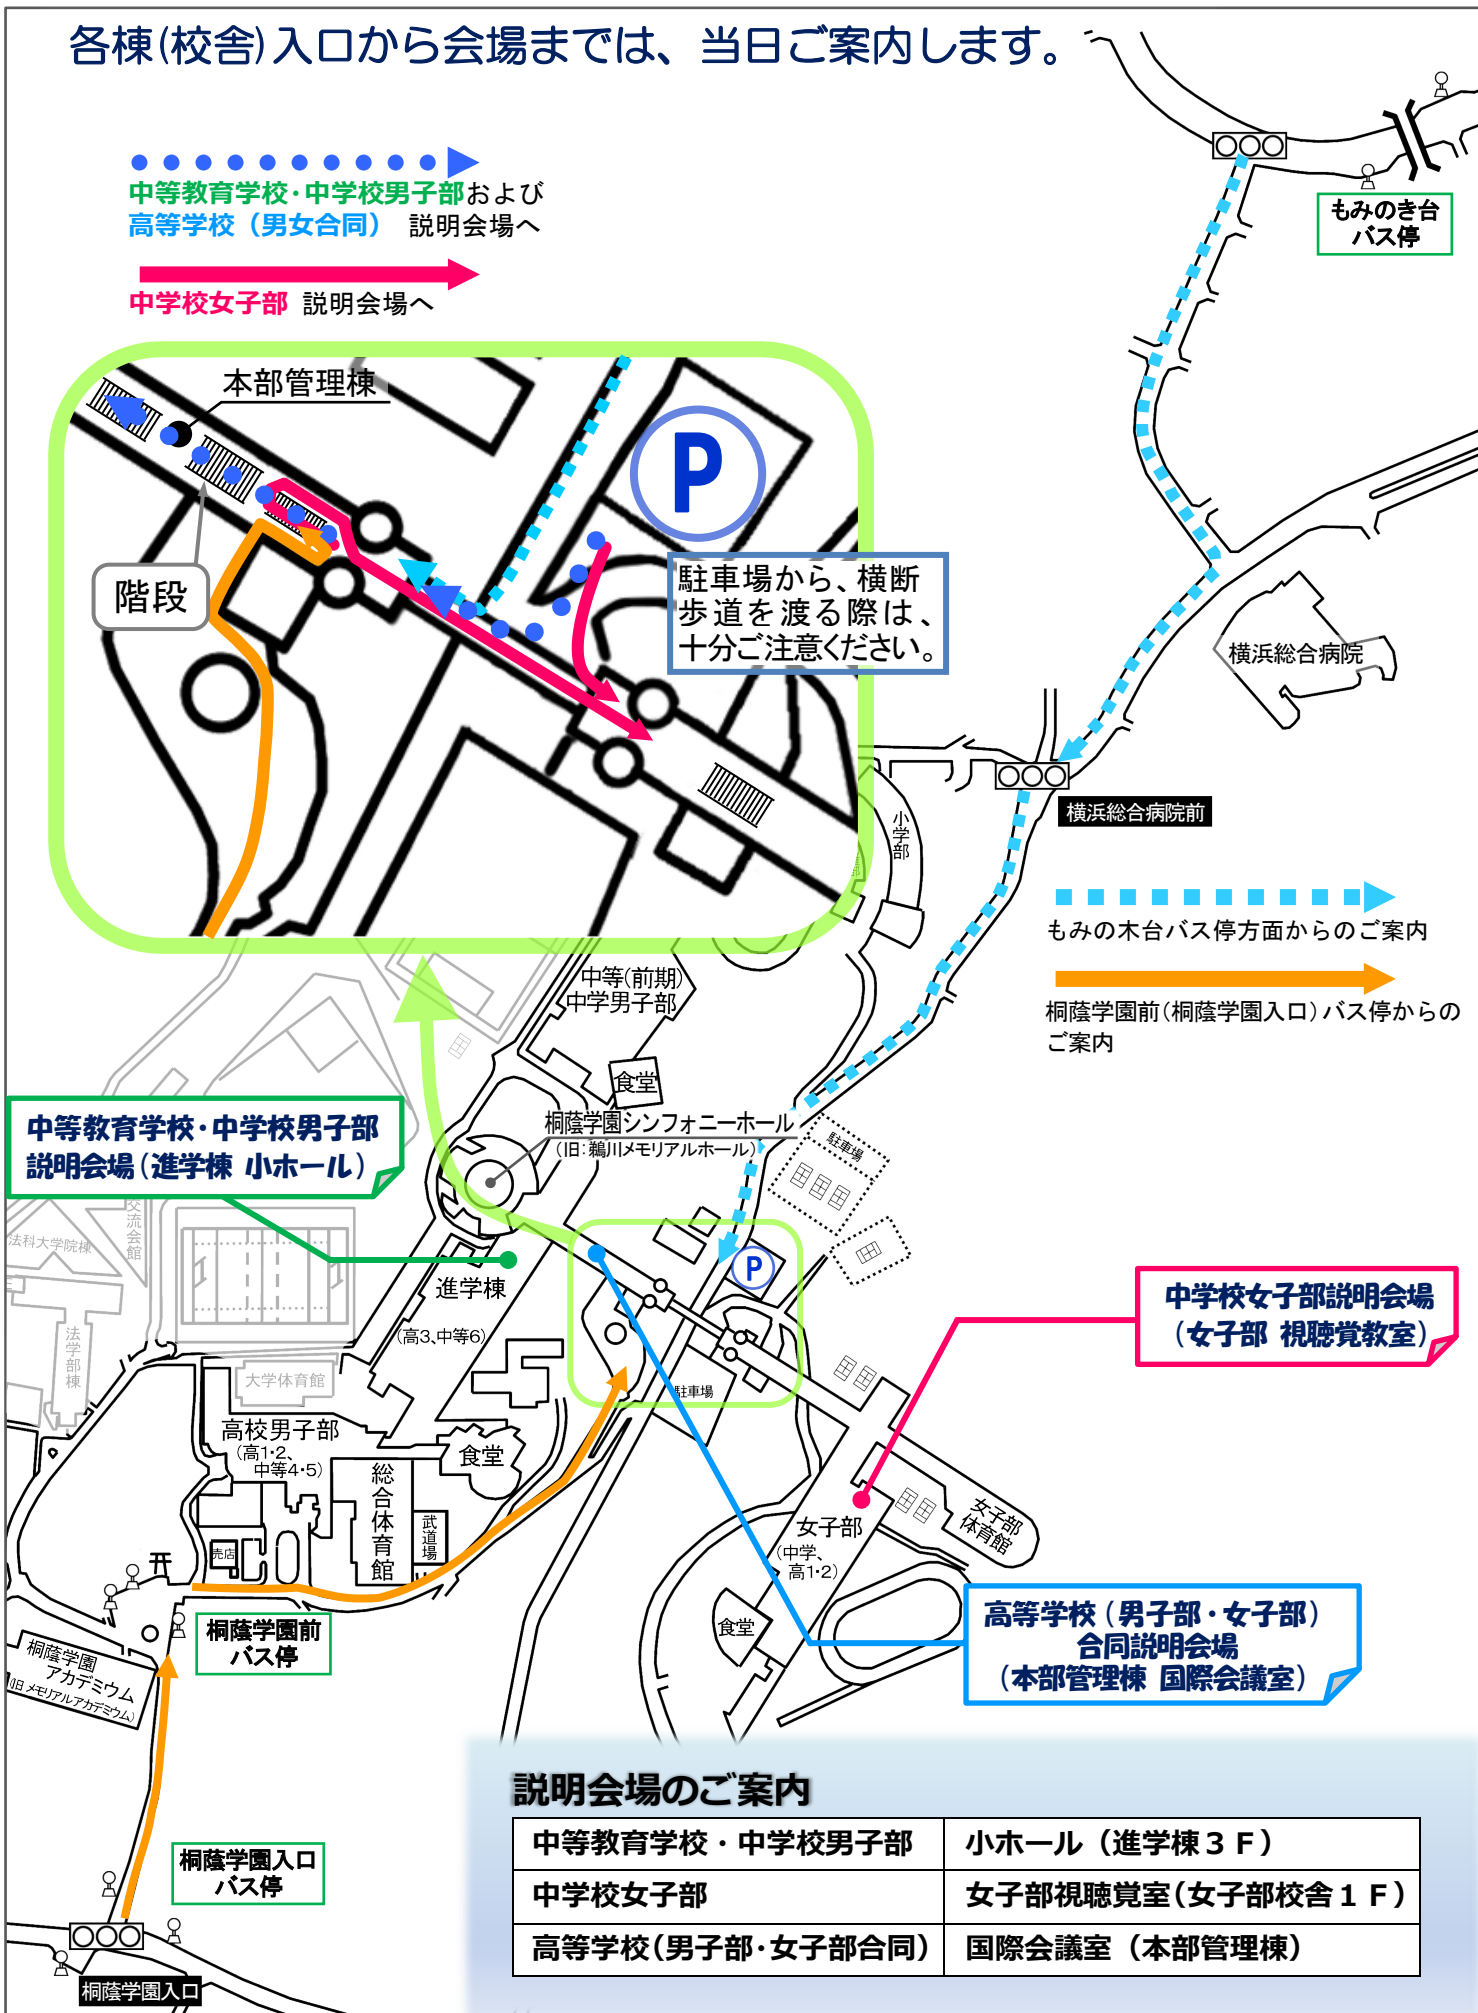 各棟(校舎)入口から会場までは、当日ご案内します。
中等教育学校・中学校男子部および
高等学校（男女合同） 説明会場へ
中学校女子部 説明会場へ
もみのき台
バス停
本部管理棟
P
階段
駐車場から、横断
歩道を渡る際は、
十分ご注意ください。
横浜総合病院
横浜総合病院前
小学部
もみの木台バス停方面からのご案内
桐蔭学園前(桐蔭学園入口)バス停からの
ご案内
中等(前期)
中学男子部
食堂
桐蔭学園シンフォニーホール
(旧：鵜川メモリアルホール)
駐車場
中等教育学校・中学校男子部
説明会場(進学棟 小ホール)
交流会館
法科大学院棟
法学部棟
大学体育館
進学棟
(高3、中等6)
P
駐車場
中学校女子部説明会場
(女子部 視聴覚教室)
高校男子部
(高1・2、
中等4・5)
食堂
総合体育館
武道場
売店
女子部
(中学、
高1・2)
女子部
体育館
食堂
高等学校(男子部・女子部)
合同説明会場
(本部管理棟 国際会議室)
桐蔭学園前
バス停
桐蔭学園
アカデミウム
(旧 メモリアルアカデミウム)
桐蔭学園入口
バス停
桐蔭学園入口
説明会場のご案内
中等教育学校・中学校男子部 小ホール（進学棟３Ｆ）
中学校女子部 女子部視聴覚室(女子部校舎１Ｆ)
高等学校(男子部・女子部合同) 国際会議室（本部管理棟）